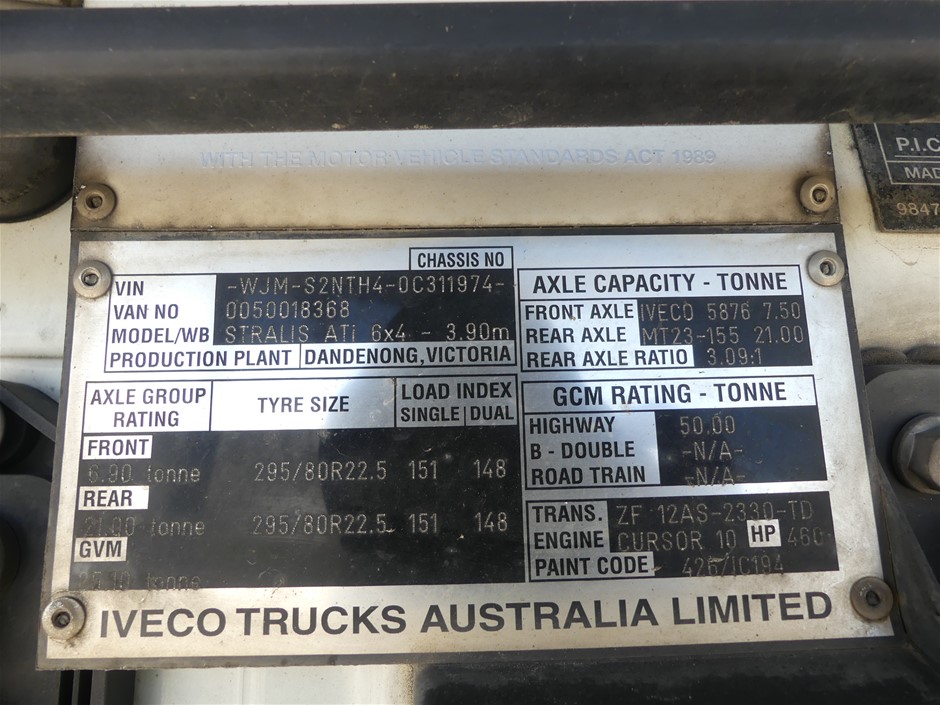 WITH THE MOTOR VEHICLE STANDARDS ACT 1989
P.I.C
MAD
9847
CHASSIS NO
VIN -WJM-S2NTH4-0C311974-
VAN NO 0050018368
MODEL/WB STRALIS ATi 6x4 - 3.90m
PRODUCTION PLANT DANDENONG, VICTORIA
AXLE CAPACITY - TONNE
FRONT AXLE IVECO 5876 7.50
REAR AXLE MT23-155 21.00
REAR AXLE RATIO 3.09:1
AXLE GROUP RATING TYRE SIZE LOAD INDEX SINGLE DUAL
FRONT
6.90 tonne 295/80R22.5 151 148
REAR
21.00 tonne 295/80R22.5 151 148
GVM
tonne
GCM RATING - TONNE
HIGHWAY 50.00
B - DOUBLE -N/A-
ROAD TRAIN -N/A-
TRANS. ZF 12AS-2330-TD
ENGINE CURSOR 10 HP 460
PAINT CODE 426/IC194
IVECO TRUCKS AUSTRALIA LIMITED